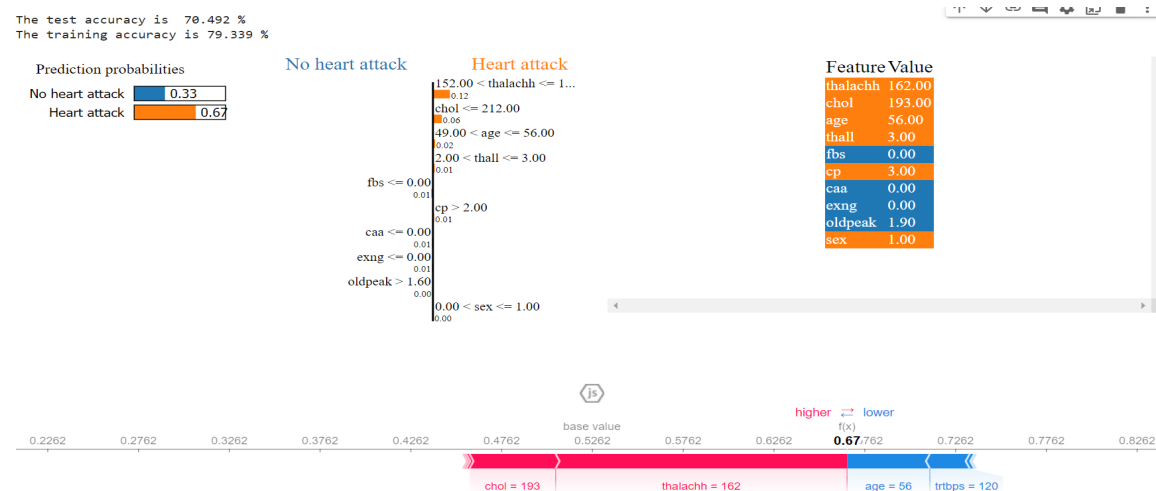 The test accuracy is 70.492 %
The training accuracy is 79.339 %
Prediction probabilities
No heart attack 0.33
Heart attack 0.67
No heart attack Heart attack
152.00 < thalachh <= 1...
0.12
chol <= 212.00
0.06
49.00 < age <= 56.00
0.02
2.00 < thall <= 3.00
0.01
fbs <= 0.00
0.01
cp > 2.00
0.01
caa <= 0.00
0.01
exng <= 0.00
0.01
oldpeak > 1.60
0.00
0.00 < sex <= 1.00
0.00
Feature Value
thalachh 162.00
chol 193.00
age 56.00
thall 3.00
fbs 0.00
cp 3.00
caa 0.00
exng 0.00
oldpeak 1.90
sex 1.00
js
higher ⇄ lower
base value f(x)
0.2262 0.2762 0.3262 0.3762 0.4262 0.4762 0.5262 0.5762 0.6262 0.67 0.7262 0.7762 0.8262
chol = 193 thalachh = 162 age = 56 trtbps = 120